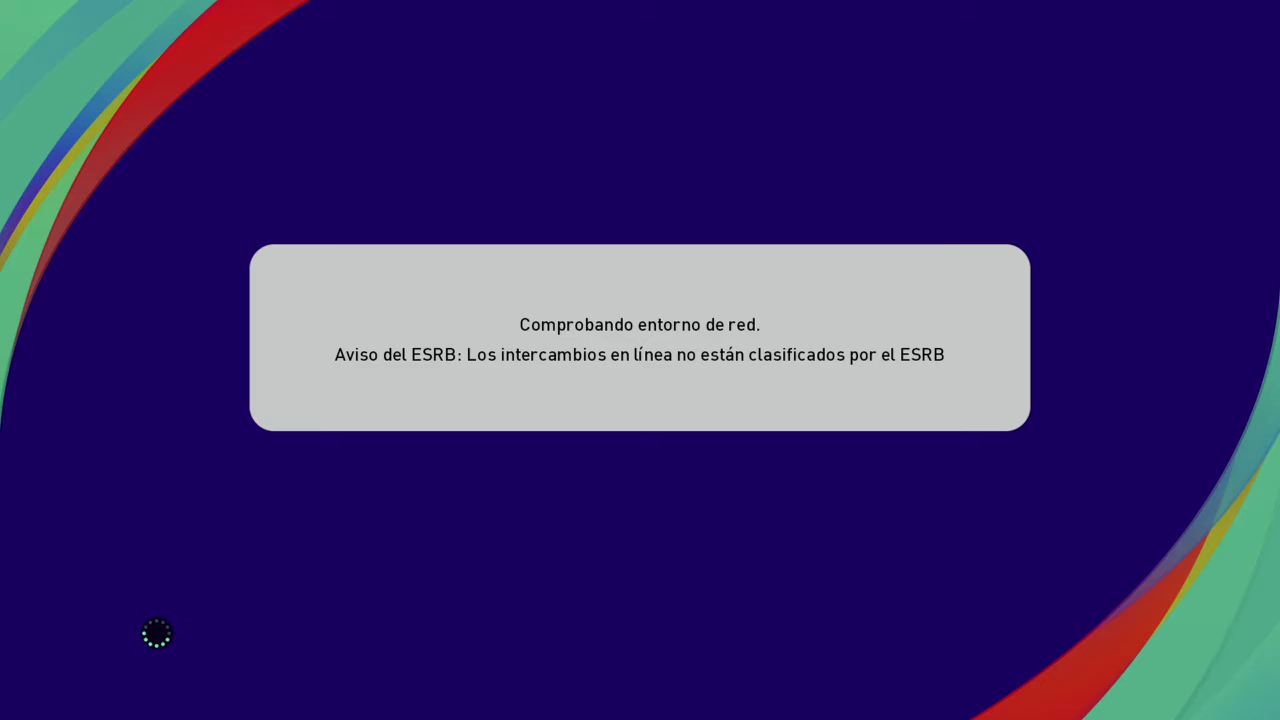 Comprobando entorno de red.
Aviso del ESRB: Los intercambios en línea no están clasificados por el ESRB